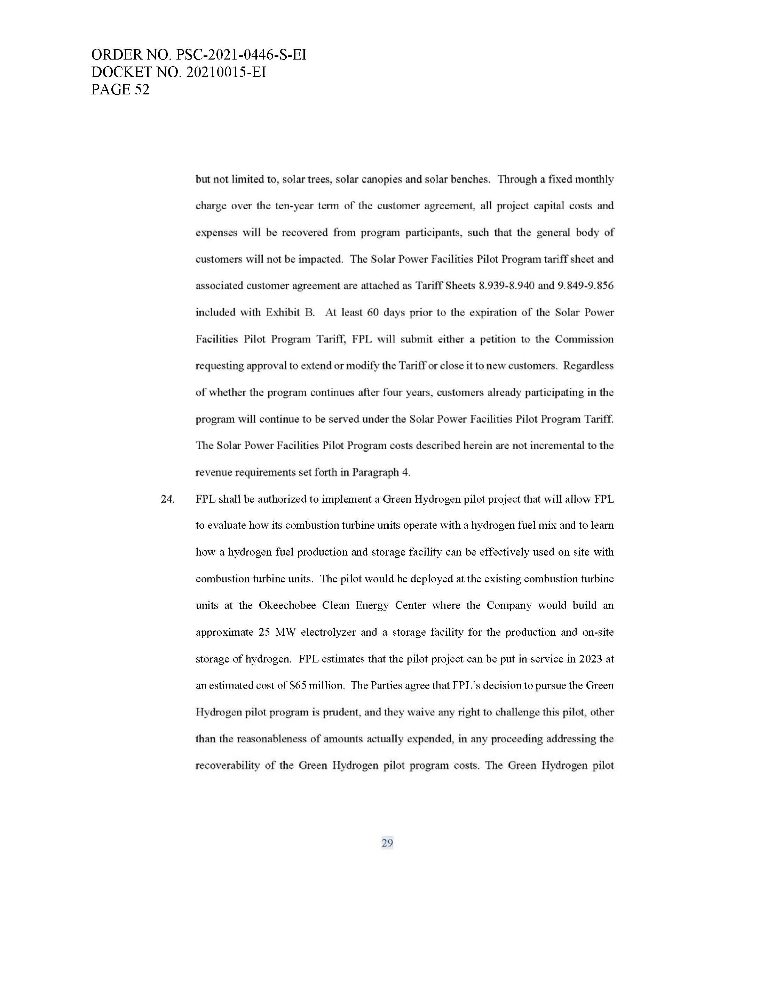 ORDER NO. PSC-2021-0446-S-EI
DOCKET NO. 20210015-EI
PAGE 52
but not limited to, solar trees, solar canopies and solar benches. Through a fixed monthly
charge over the ten-year term of the customer agreement, all project capital costs and
expenses will be recovered from program participants, such that the general body of
customers will not be impacted. The Solar Power Facilities Pilot Program tariff sheet and
associated customer agreement are attached as Tariff Sheets 8.939-8.940 and 9.849-9.856
included with Exhibit B. At least 60 days prior to the expiration of the Solar Power
Facilities Pilot Program Tariff, FPL will submit either a petition to the Commission
requesting approval to extend or modify the Tariff or close it to new customers. Regardless
of whether the program continues after four years, customers already participating in the
program will continue to be served under the Solar Power Facilities Pilot Program Tariff.
The Solar Power Facilities Pilot Program costs described herein are not incremental to the
revenue requirements set forth in Paragraph 4.
24. FPL shall be authorized to implement a Green Hydrogen pilot project that will allow FPL
to evaluate how its combustion turbine units operate with a hydrogen fuel mix and to learn
how a hydrogen fuel production and storage facility can be effectively used on site with
combustion turbine units. The pilot would be deployed at the existing combustion turbine
units at the Okeechobee Clean Energy Center where the Company would build an
approximate 25 MW electrolyzer and a storage facility for the production and on-site
storage of hydrogen. FPL estimates that the pilot project can be put in service in 2023 at
an estimated cost of $65 million. The Parties agree that FPL's decision to pursue the Green
Hydrogen pilot program is prudent, and they waive any right to challenge this pilot, other
than the reasonableness of amounts actually expended, in any proceeding addressing the
recoverability of the Green Hydrogen pilot program costs. The Green Hydrogen pilot
29